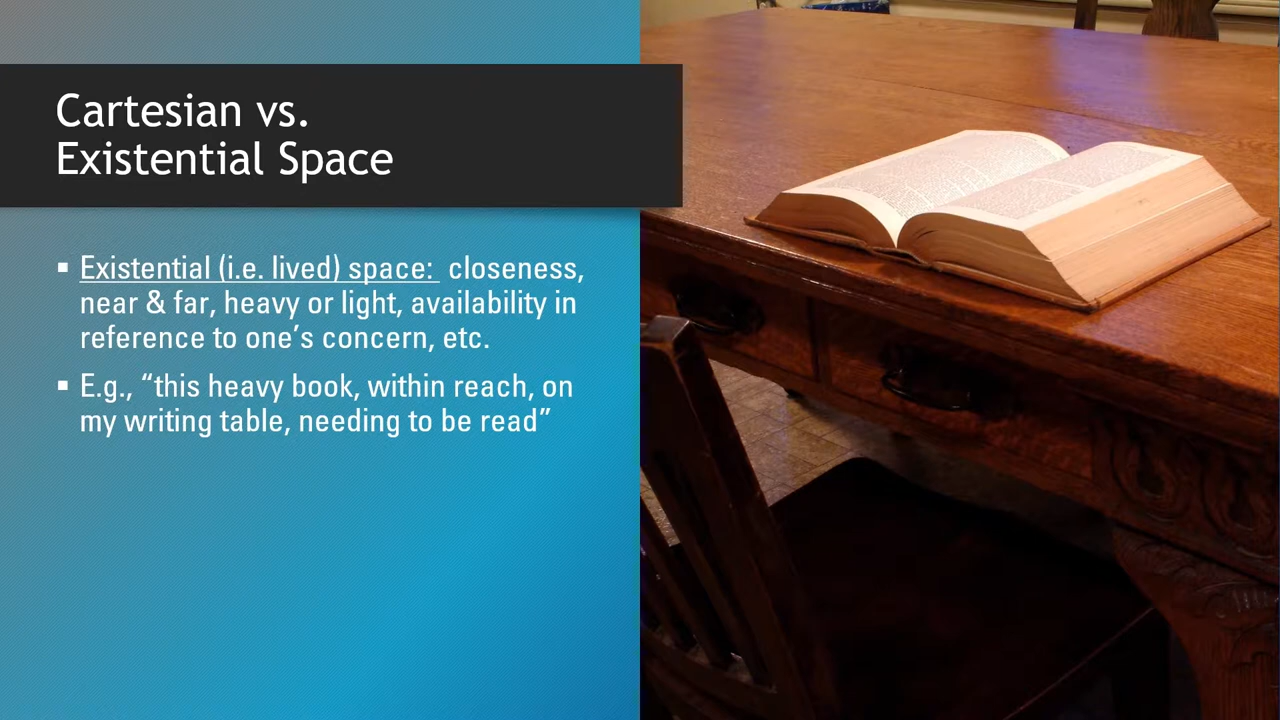 Cartesian vs.
Existential Space
▪ Existential (i.e. lived) space:  closeness,
near & far, heavy or light, availability in
reference to one’s concern, etc.
▪ E.g., “this heavy book, within reach, on
my writing table, needing to be read”